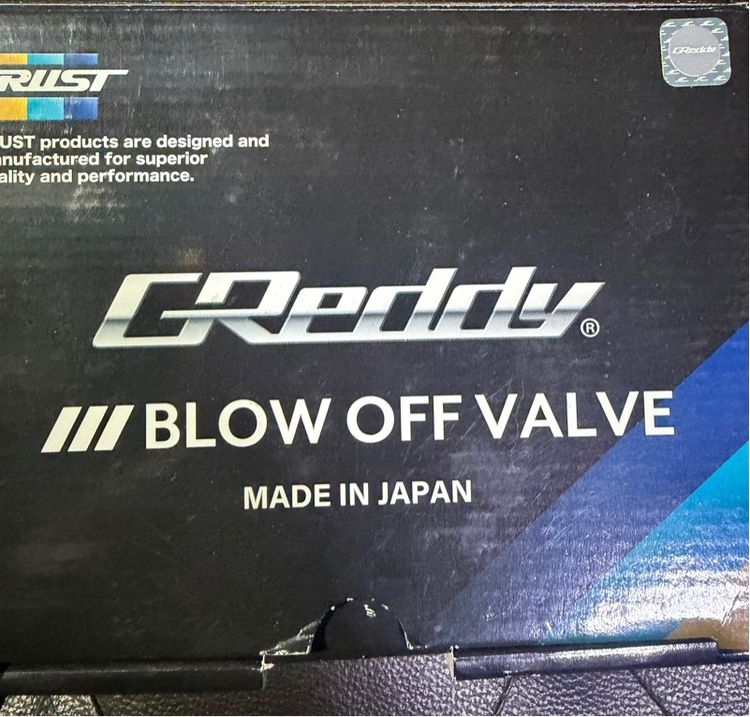 RUST
GReddy
UST products are designed and
anufactured for superior
ality and performance.
GReddy®
/// BLOW OFF VALVE
MADE IN JAPAN